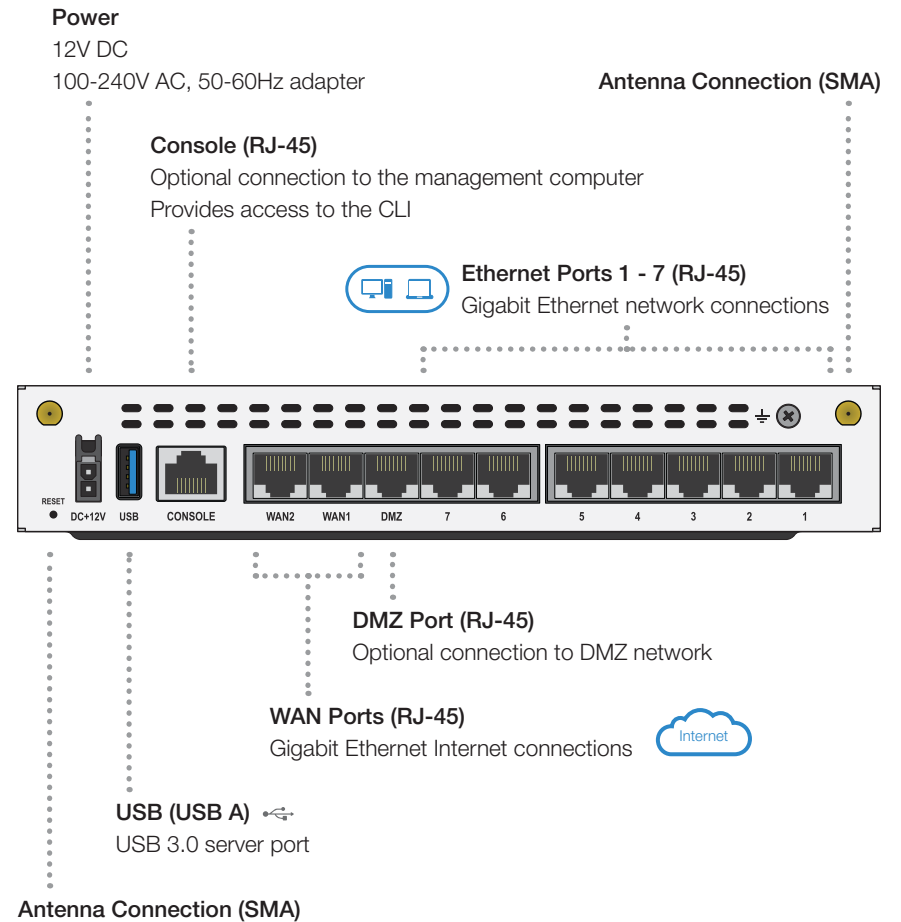 Power
12V DC
100-240V AC, 50-60Hz adapter
Antenna Connection (SMA)
Console (RJ-45)
Optional connection to the management computer
Provides access to the CLI
Ethernet Ports 1 - 7 (RJ-45)
Gigabit Ethernet network connections
RESET
DC+12V USB CONSOLE WAN2 WAN1 DMZ 7 6 5 4 3 2 1
DMZ Port (RJ-45)
Optional connection to DMZ network
WAN Ports (RJ-45)
Gigabit Ethernet Internet connections
Internet
USB (USB A)
USB 3.0 server port
Antenna Connection (SMA)